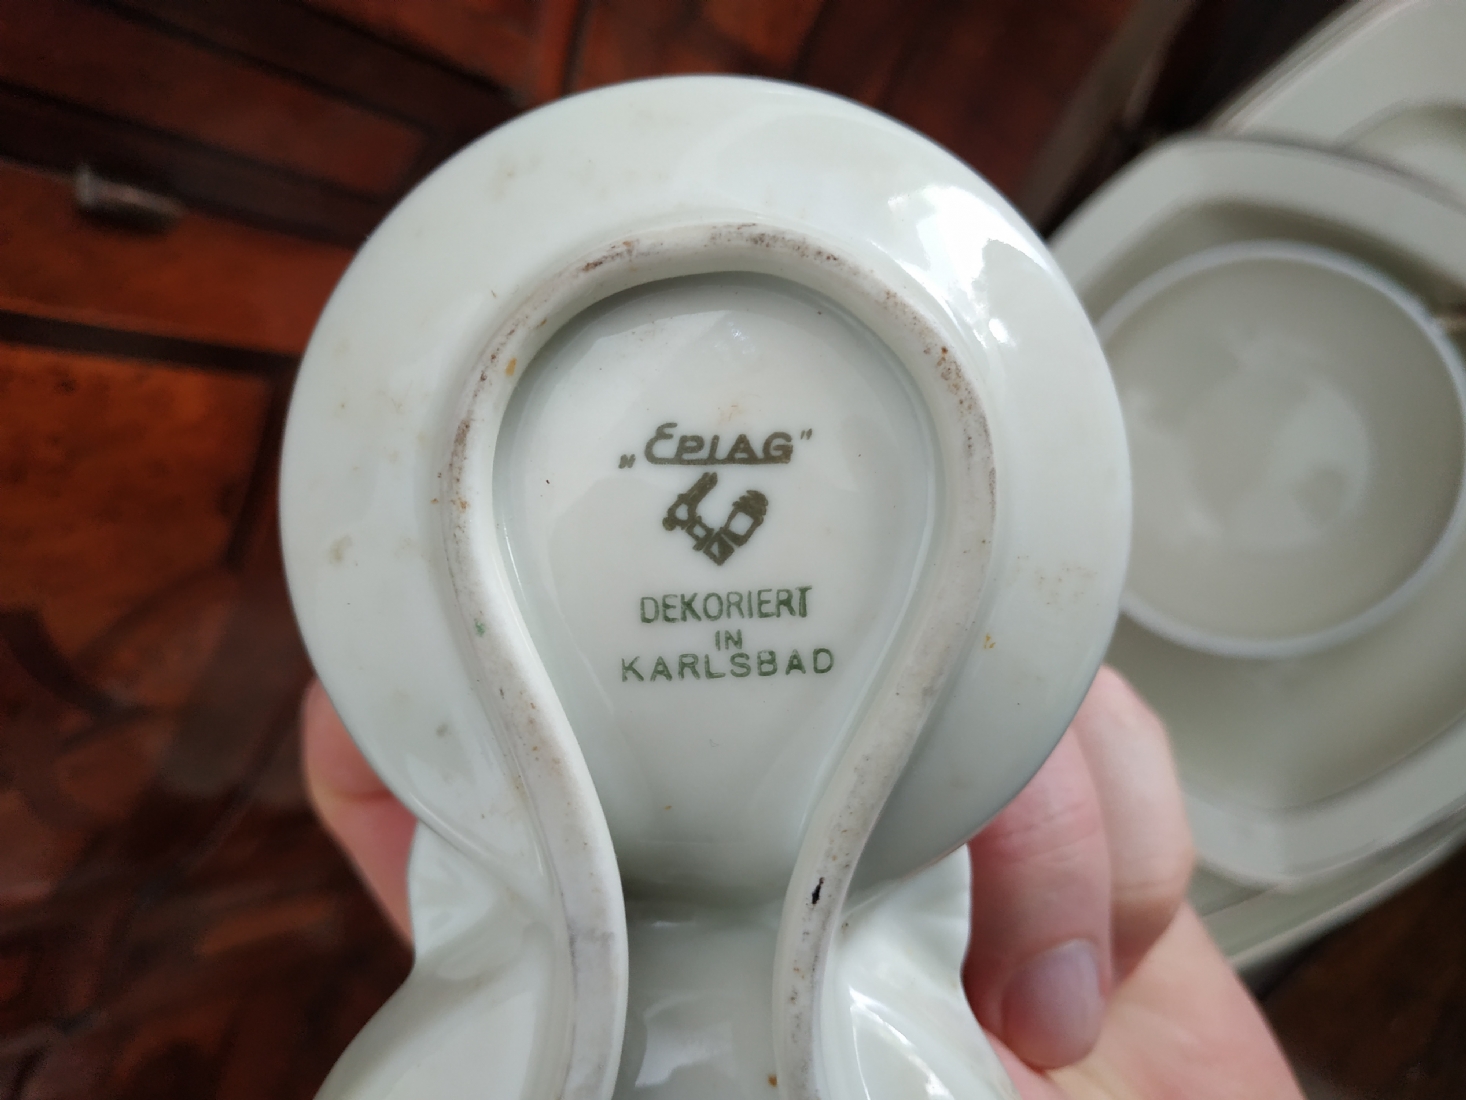 „EPIAG"
DEKORIERT
IN
KARLSBAD